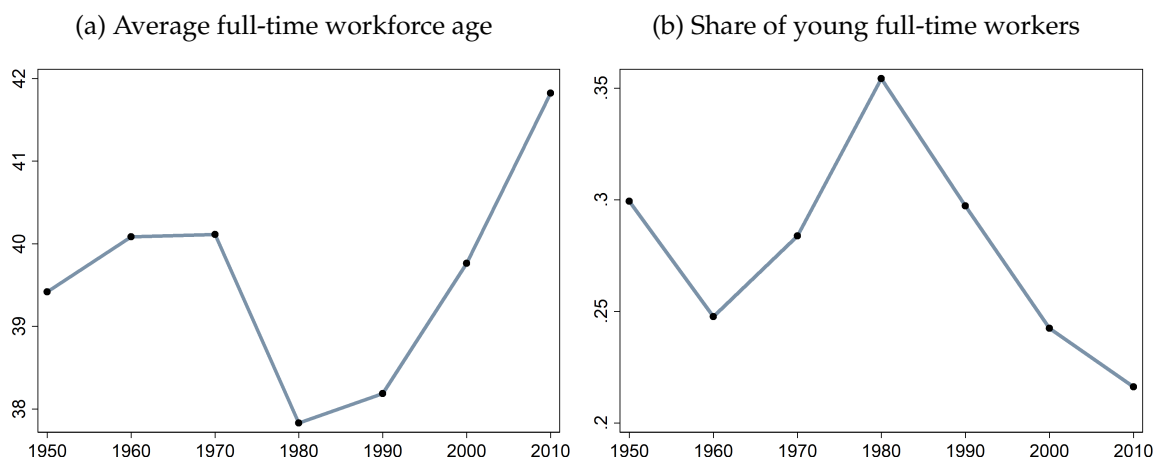 (a) Average full-time workforce age
42
41
40
39
38
1950 1960 1970 1980 1990 2000 2010
(b) Share of young full-time workers
.35
.3
.25
.2
1950 1960 1970 1980 1990 2000 2010